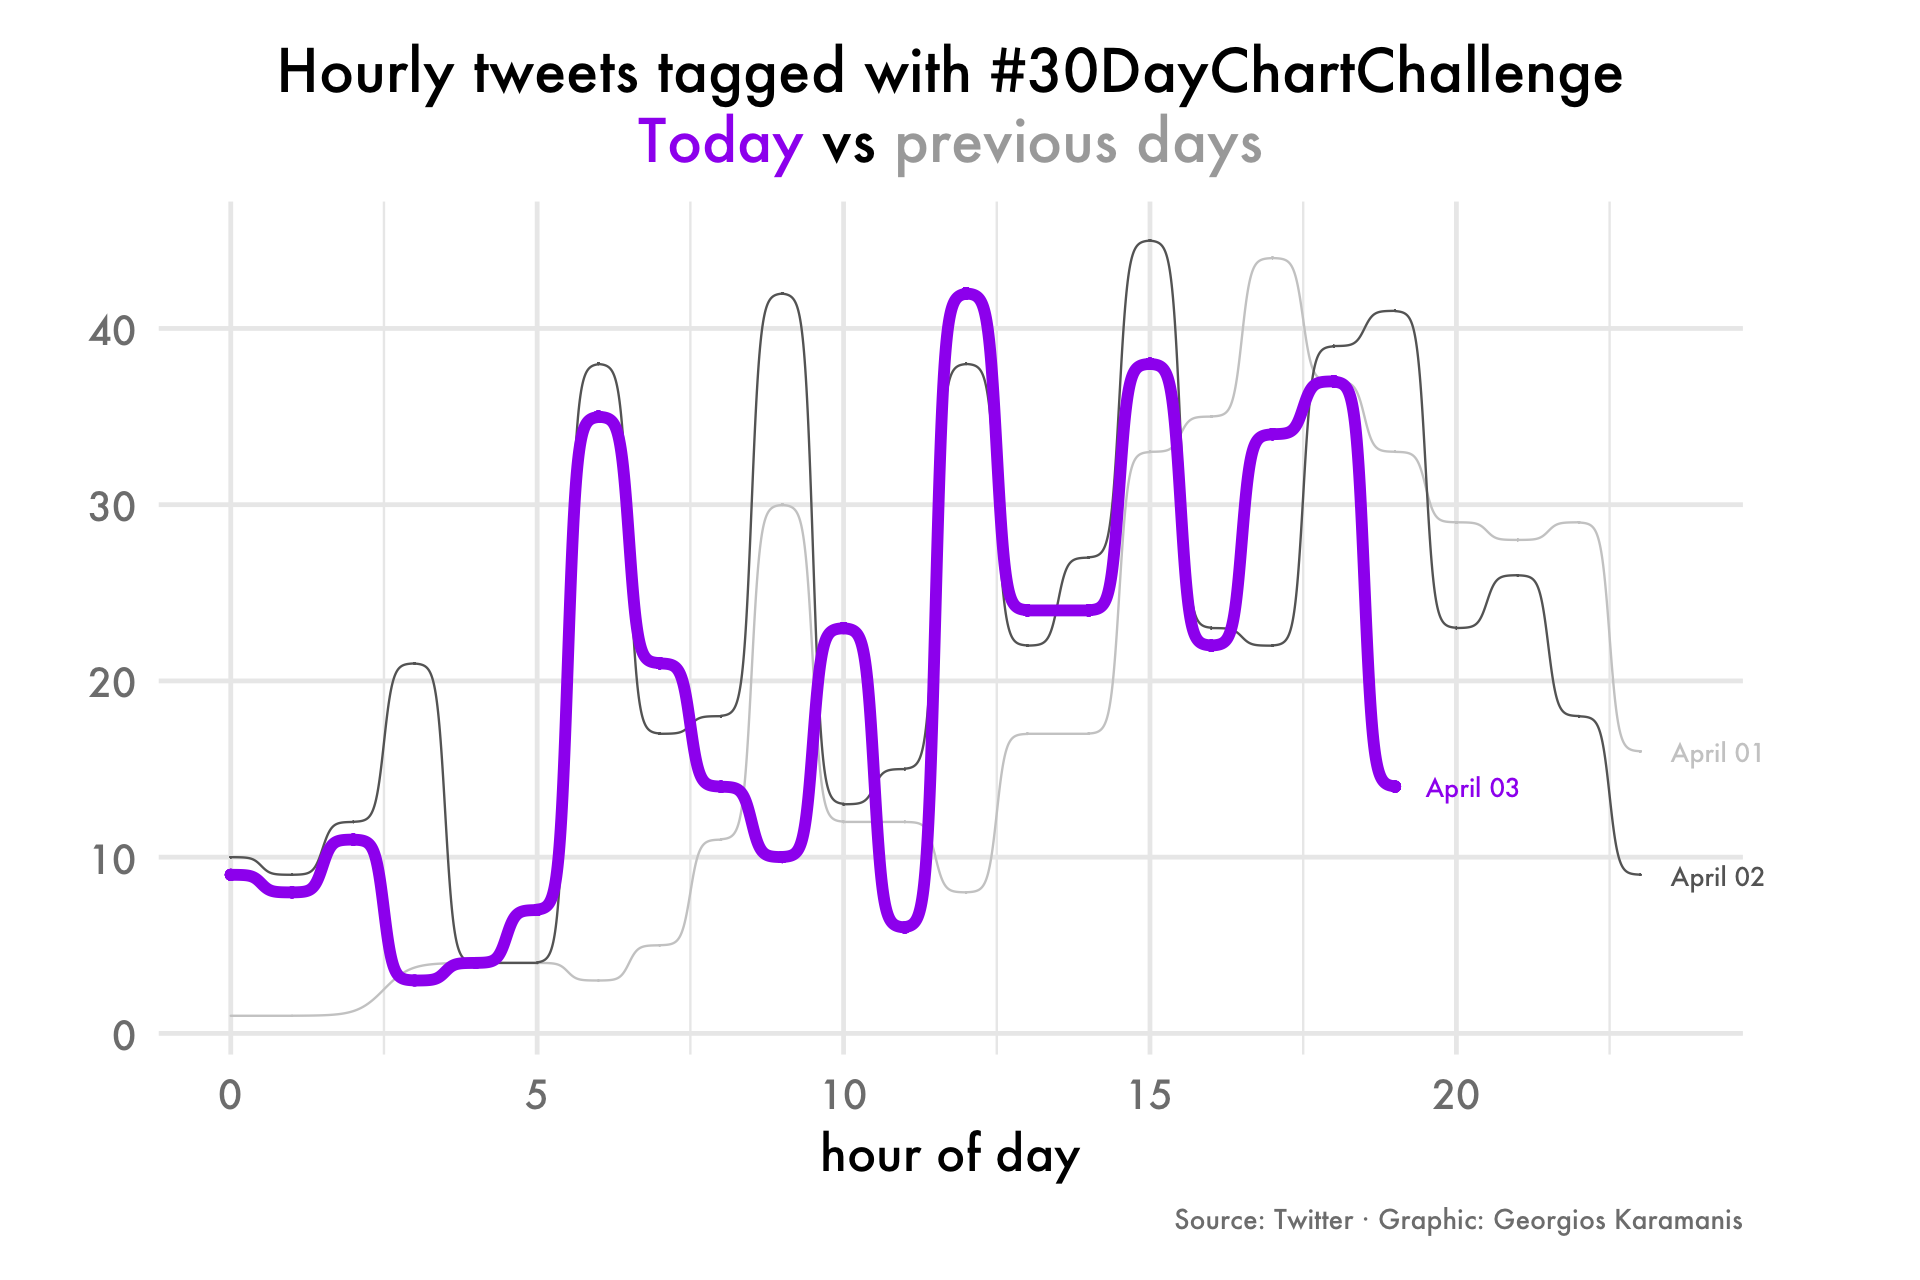 Hourly tweets tagged with #30DayChartChallenge
Today vs previous days
40
30
20
10
0
April 01
April 03
April 02
0 5 10 15 20
hour of day
Source: Twitter · Graphic: Georgios Karamanis